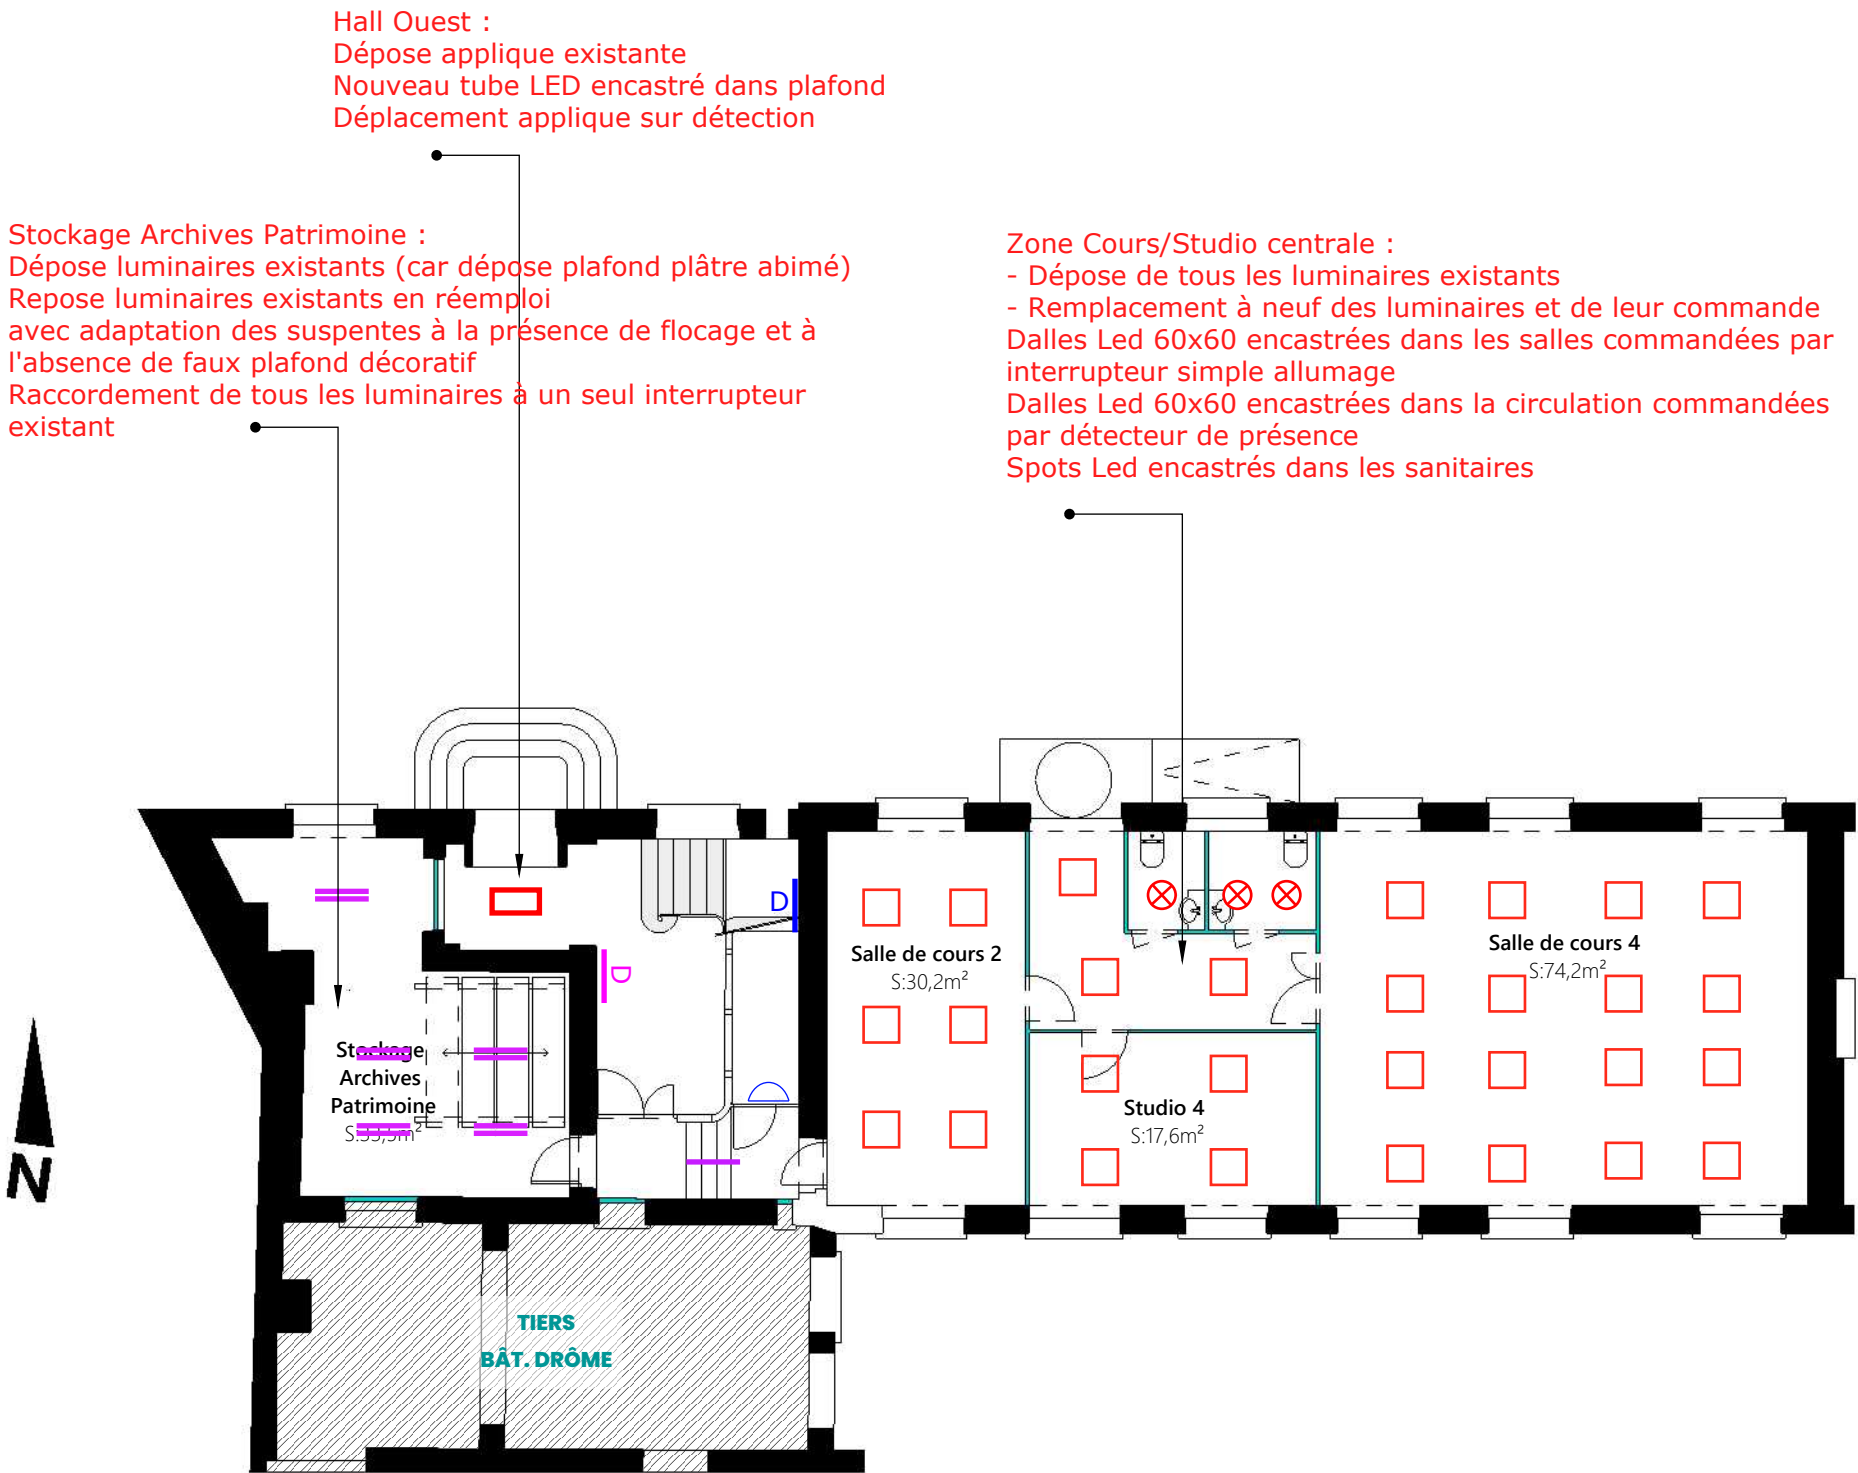 Hall Ouest :
Dépose applique existante
Nouveau tube LED encastré dans plafond
Déplacement applique sur détection
Stockage Archives Patrimoine :
Dépose luminaires existants (car dépose plafond plâtre abimé)
Repose luminaires existants en réemploi
avec adaptation des suspentes à la présence de flocage et à
l'absence de faux plafond décoratif
Raccordement de tous les luminaires à un seul interrupteur
existant
Zone Cours/Studio centrale :
- Dépose de tous les luminaires existants
- Remplacement à neuf des luminaires et de leur commande
Dalles Led 60x60 encastrées dans les salles commandées par
interrupteur simple allumage
Dalles Led 60x60 encastrées dans la circulation commandées
par détecteur de présence
Spots Led encastrés dans les sanitaires
D
D
Salle de cours 2
S:30,2m²
Salle de cours 4
S:74,2m²
Stockage
Archives
Patrimoine
Studio 4
S:17,6m²
N
TIERS
BÂT. DRÔME